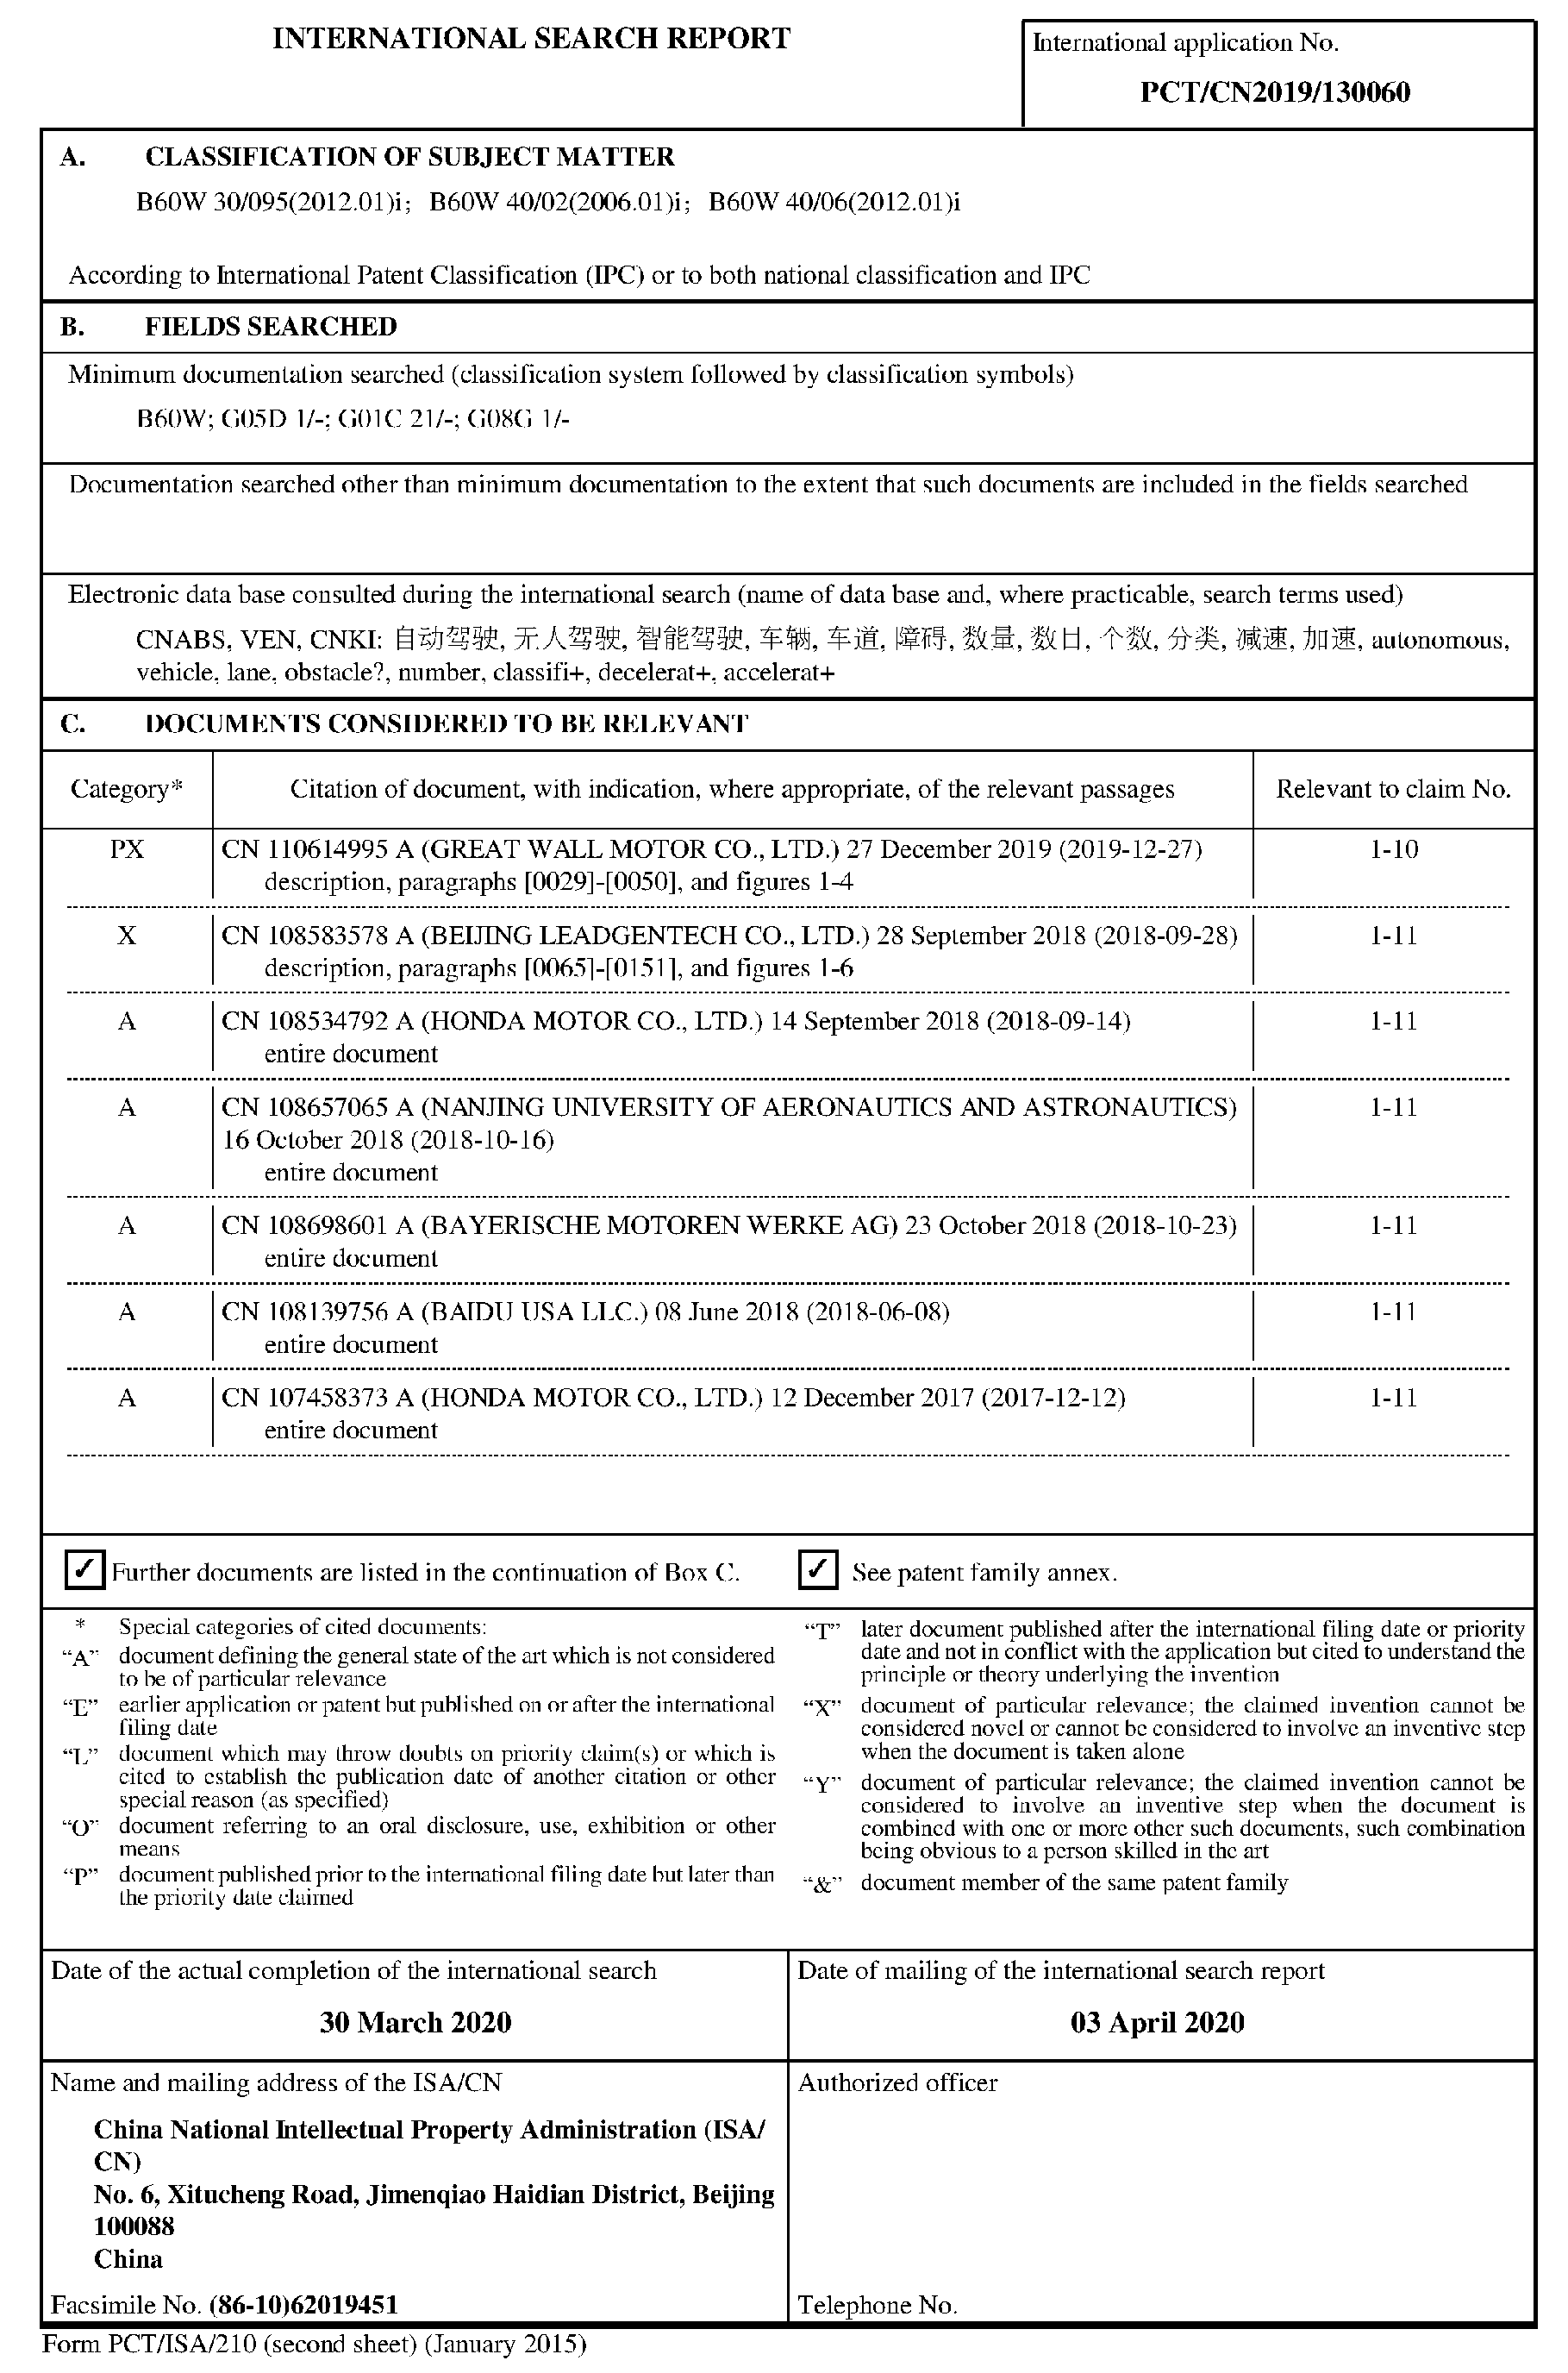 INTERNATIONAL SEARCH REPORT
International application No.
PCT/CN2019/130060
A. CLASSIFICATION OF SUBJECT MATTER
B60W 30/095(2012.01)i; B60W 40/02(2006.01)i; B60W 40/06(2012.01)i
According to International Patent Classification (IPC) or to both national classification and IPC
B. FIELDS SEARCHED
Minimum documentation searched (classification system followed by classification symbols)
B60W; G05D 1/-; G01C 21/-; G08G 1/-
Documentation searched other than minimum documentation to the extent that such documents are included in the fields searched
Electronic data base consulted during the international search (name of data base and, where practicable, search terms used)
CNABS, VEN, CNKI: 自动驾驶, 无人驾驶, 智能驾驶, 车辆, 车道, 障碍, 数量, 数目, 个数, 分类, 减速, 加速, autonomous,
vehicle, lane, obstacle?, number, classifi+, decelerat+, accelerat+
C. DOCUMENTS CONSIDERED TO BE RELEVANT
Category* Citation of document, with indication, where appropriate, of the relevant passages Relevant to claim No.
PX CN 110614995 A (GREAT WALL MOTOR CO., LTD.) 27 December 2019 (2019-12-27) 1-10
description, paragraphs [0029]-[0050], and figures 1-4
X CN 108583578 A (BEIJING LEADGENTECH CO., LTD.) 28 September 2018 (2018-09-28) 1-11
description, paragraphs [0065]-[0151], and figures 1-6
A CN 108534792 A (HONDA MOTOR CO., LTD.) 14 September 2018 (2018-09-14) 1-11
entire document
A CN 108657065 A (NANJING UNIVERSITY OF AERONAUTICS AND ASTRONAUTICS) 1-11
16 October 2018 (2018-10-16)
entire document
A CN 108698601 A (BAYERISCHE MOTOREN WERKE AG) 23 October 2018 (2018-10-23) 1-11
entire document
A CN 108139756 A (BAIDU USA LLC.) 08 June 2018 (2018-06-08) 1-11
entire document
A CN 107458373 A (HONDA MOTOR CO., LTD.) 12 December 2017 (2017-12-12) 1-11
entire document
✓ Further documents are listed in the continuation of Box C.
✓ See patent family annex.
* Special categories of cited documents:
“A” document defining the general state of the art which is not considered
to be of particular relevance
“E” earlier application or patent but published on or after the international
filing date
“L” document which may throw doubts on priority claim(s) or which is
cited to establish the publication date of another citation or other
special reason (as specified)
“O” document referring to an oral disclosure, use, exhibition or other
means
“P” document published prior to the international filing date but later than
the priority date claimed
“T” later document published after the international filing date or priority
date and not in conflict with the application but cited to understand the
principle or theory underlying the invention
“X” document of particular relevance; the claimed invention cannot be
considered novel or cannot be considered to involve an inventive step
when the document is taken alone
“Y” document of particular relevance; the claimed invention cannot be
considered to involve an inventive step when the document is
combined with one or more other such documents, such combination
being obvious to a person skilled in the art
“&” document member of the same patent family
Date of the actual completion of the international search
30 March 2020
Date of mailing of the international search report
03 April 2020
Name and mailing address of the ISA/CN
China National Intellectual Property Administration (ISA/
CN)
No. 6, Xitucheng Road, Jimenqiao Haidian District, Beijing
100088
China
Facsimile No. (86-10)62019451
Authorized officer
Telephone No.
Form PCT/ISA/210 (second sheet) (January 2015)